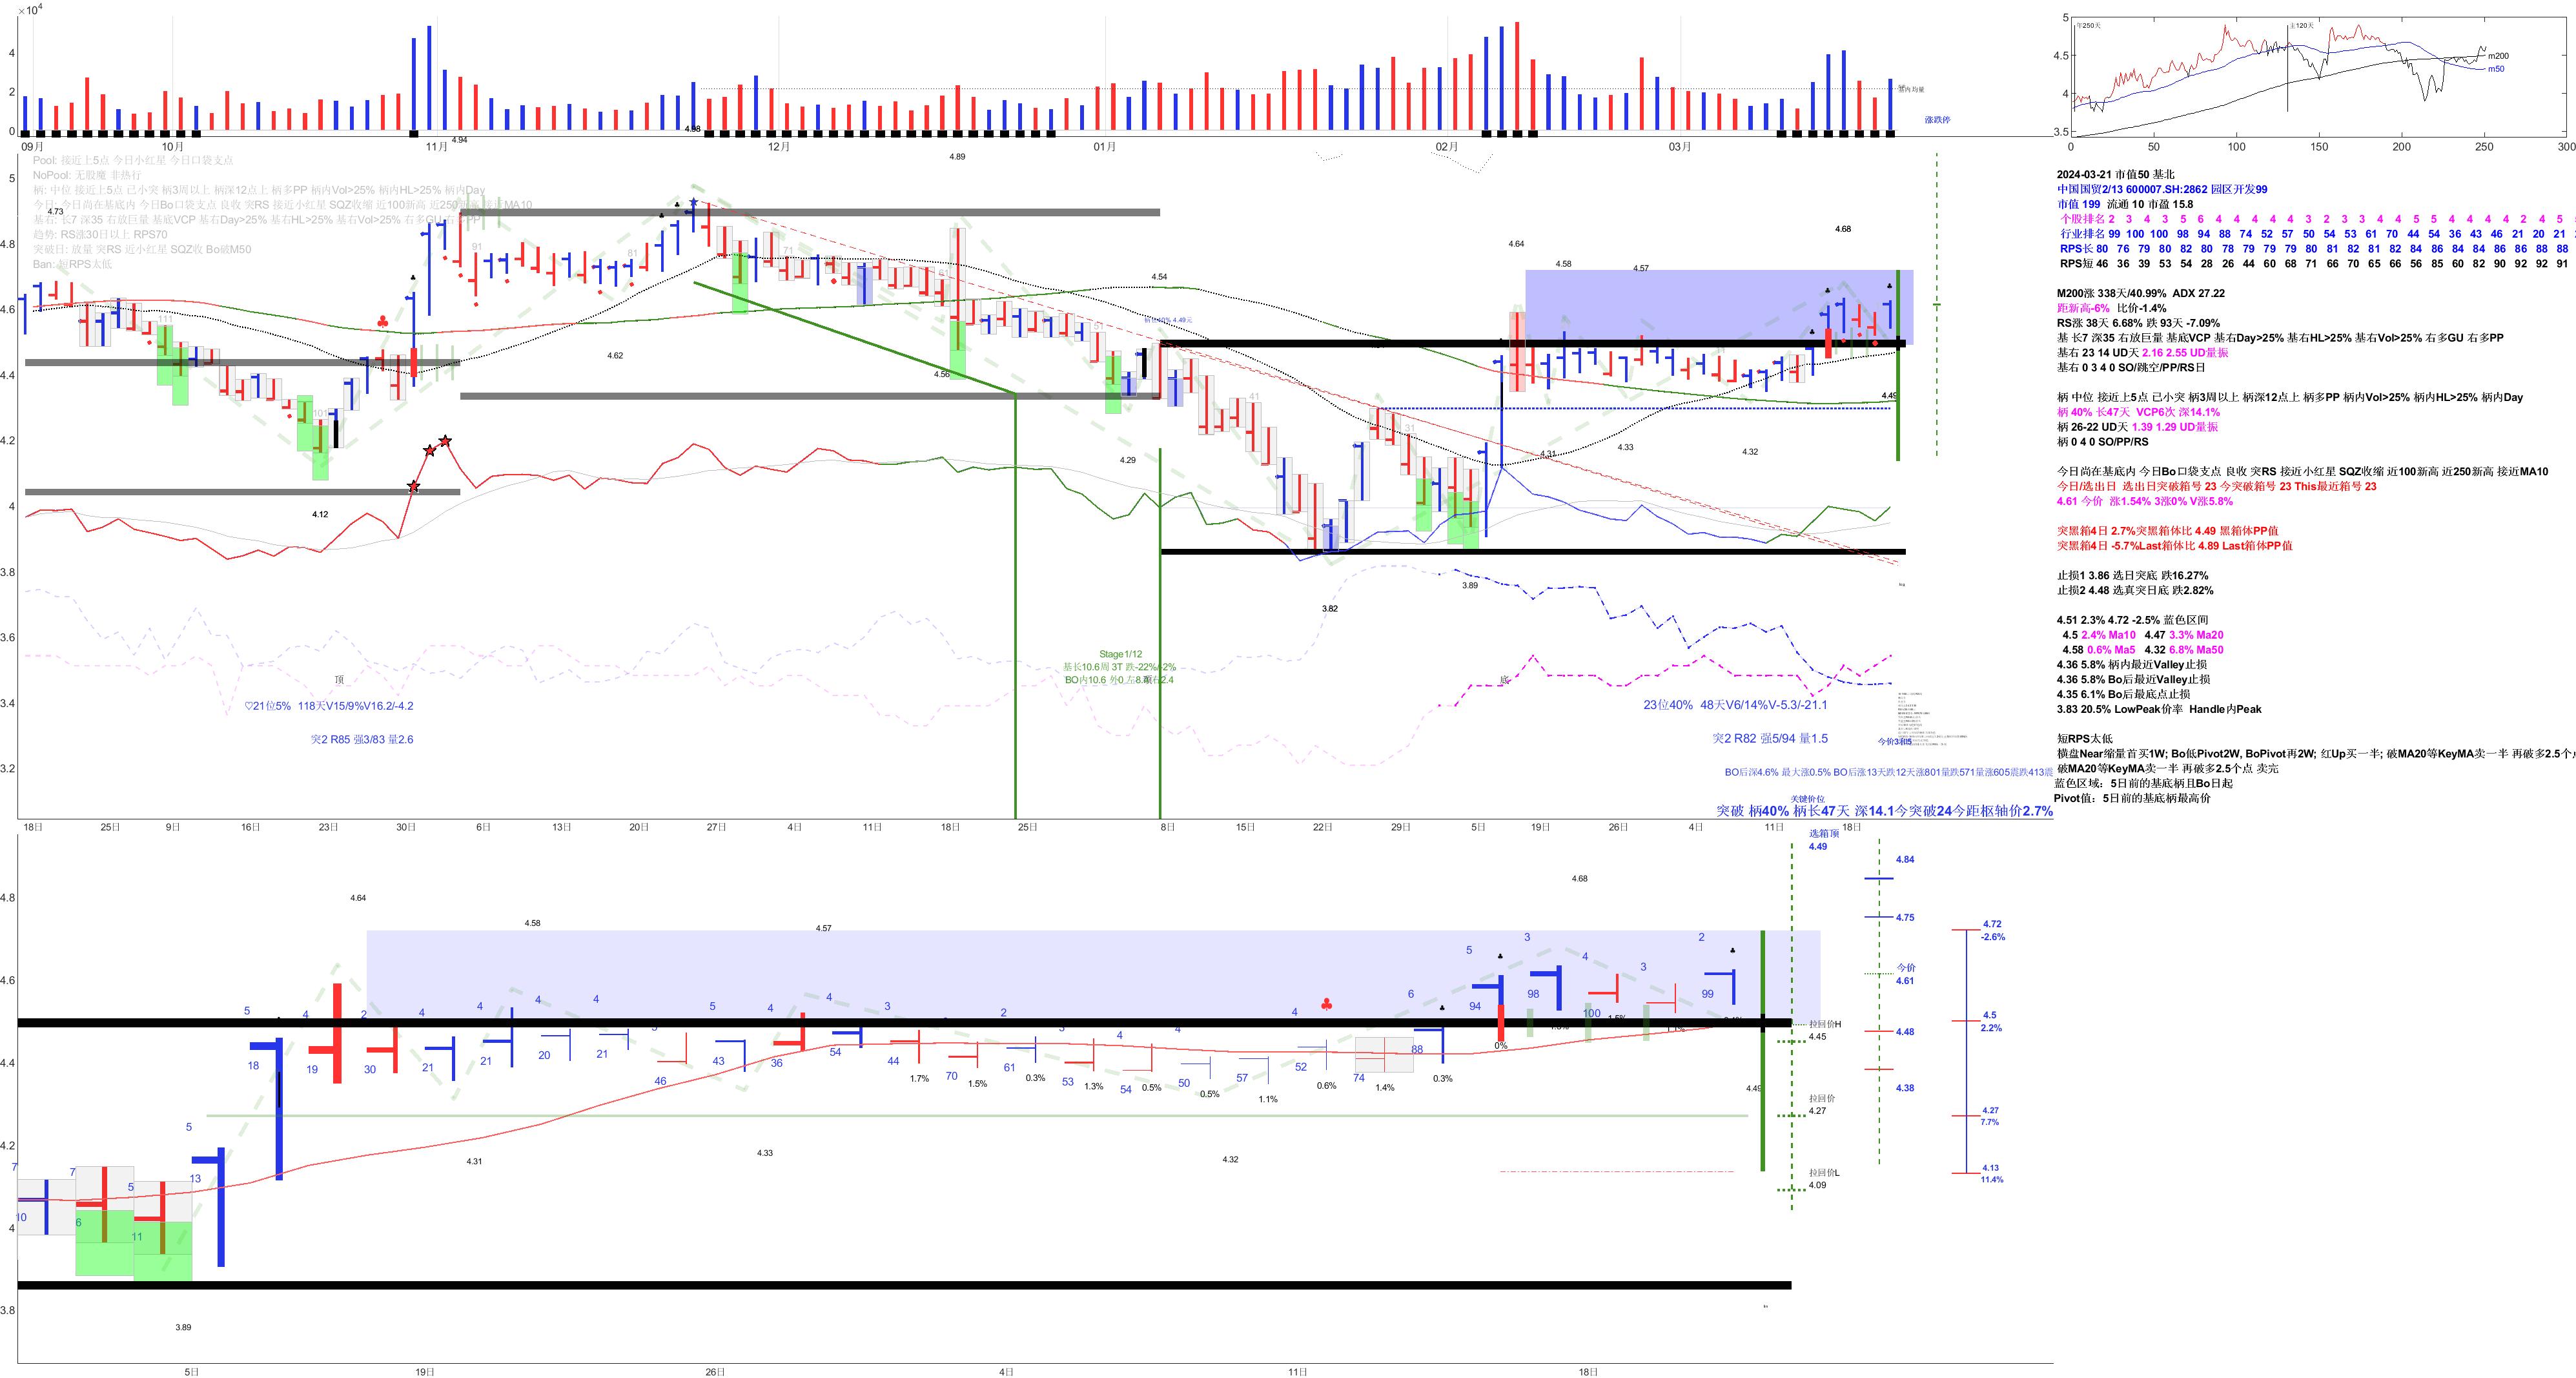 ×10⁴
4
2
0
09月
10月
11月
12月
01月
02月
03月
4.98
4.94
4.89
基内均量
涨跌停
Pool: 接近上5点 今日小红星 今日口袋支点
NoPool: 无股魔 非热行
柄: 中位 接近上5点 己小突 柄3周以上 柄深12点上 柄多PP 柄内Vol>25% 柄内HL>25% 柄内Day
今日: 今日尚在基底内 今日Bo口袋支点 良收 突RS 接近小红星 SQZ收缩 近100新高 近250新高 接近MA10
基右: 长7 深35 右放巨量 基底VCP 基右Day>25% 基右HL>25% 基右Vol>25% 右多GU 右多PP
趋势: RS涨30日以上 RPS70
突破日: 放量 突RS 近小红星 SQZ收 Bo破M50
Ban: 短RPS太低
5
4.8
4.6
4.4
4.2
4
3.8
3.6
3.4
3.2
4.73
111
101
4.12
91
81
4.62
71
61
4.56
51
4.54
4.29
41
3.82
31
3.89
4.64
4.58
4.57
4.31
4.33
4.32
4.68
4.49
顶
♡21位5% 118天V15/9%V16.2/-4.2
突2 R85 强3/83 量2.6
Stage1/12
基长10.6周 3T 跌-22%/-2%
底
23位40% 48天V6/14%V-5.3/-21.1
突2 R82 强5/94 量1.5
BO后深4.6% 最大涨0.5% BO后涨13天跌12天涨801量跌571量涨605震跌413震
关键价位
突破 柄40% 柄长47天 深14.1今突破24今距枢轴价2.7%
18日
25日
9日
16日
23日
30日
6日
13日
20日
27日
4日
11日
18日
25日
8日
15日
22日
29日
5日
19日
26日
4日
11日
18日
选箱顶
4.49
4.8
4.6
4.4
4.2
4
3.8
4.64
4.58
4.57
4.68
4.31
4.33
4.32
3.89
4.49
7
10
7
6
5
11
5
13
5
18
4
19
2
30
4
21
4
21
4
20
4
21
46
5
43
4
36
4
54
3
44
1.7%
70
1.5%
2
61
0.3%
53
1.3%
4
54
0.5%
4
50
0.5%
57
1.1%
4
52
0.6%
74
1.4%
6
88
0.3%
5
94
0%
3
98
4
100
3
2
99
拉回价H
4.45
拉回价
4.27
拉回价L
4.09
4.84
4.75
今价
4.61
4.48
4.38
4.72
-2.6%
4.5
2.2%
4.27
7.7%
4.13
11.4%
5日
19日
26日
4日
11日
18日
5
4.5
4
3.5
年250天
±120天
m200
m50
0
50
100
150
200
250
300
2024-03-21 市值50 基北
中国国贸2/13 600007.SH:2862 园区开发99
市值 199 流通 10 市盈 15.8
个股排名 2 3 4 3 5 6 4 4 4 4 4 3 2 3 3 4 4 5 5 4 4 4 4 2 4 5
行业排名 99 100 100 98 94 88 74 52 57 50 54 53 61 70 44 54 36 43 46 21 20 21
RPS长 80 76 79 80 82 80 78 79 79 79 80 81 82 81 82 84 86 84 84 86 86 88 88
RPS短 46 36 39 53 54 28 26 44 60 68 71 66 70 65 66 56 85 60 82 90 92 92 91
M200涨 338天/40.99% ADX 27.22
距新高-6% 比价-1.4%
RS涨 38天 6.68% 跌 93天 -7.09%
基 长7 深35 右放巨量 基底VCP 基右Day>25% 基右HL>25% 基右Vol>25% 右多GU 右多PP
基右 23 14 UD天 2.16 2.55 UD量振
基右 0 3 4 0 SO/跳空/PP/RS日
柄 中位 接近上5点 己小突 柄3周以上 柄深12点上 柄多PP 柄内Vol>25% 柄内HL>25% 柄内Day
柄 40% 长47天 VCP6次 深14.1%
柄 26-22 UD天 1.39 1.29 UD量振
柄 0 4 0 SO/PP/RS
今日尚在基底内 今日Bo口袋支点 良收 突RS 接近小红星 SQZ收缩 近100新高 近250新高 接近MA10
今日/选出日 选出日突破箱号 23 今突破箱号 23 This最近箱号 23
4.61 今价 涨1.54% 3涨0% V涨5.8%
突黑箱4日 2.7%突黑箱体比 4.49 黑箱体PP值
突黑箱4日 -5.7%Last箱体比 4.89 Last箱体PP值
止损1 3.86 选日突底 跌16.27%
止损2 4.48 选真突日底 跌2.82%
4.51 2.3% 4.72 -2.5% 蓝色区间
4.5 2.4% Ma10 4.47 3.3% Ma20
4.58 0.6% Ma5 4.32 6.8% Ma50
4.36 5.8% 柄内最近Valley止损
4.36 5.8% Bo后最近Valley止损
4.35 6.1% Bo后最底点止损
3.83 20.5% LowPeak价率 Handle内Peak
短RPS太低
横盘Near缩量首买1W; Bo低Pivot2W, BoPivot再2W; 红Up买一半; 破MA20等KeyMA卖一半 再破多2.5个
破MA20等KeyMA卖一半 再破多2.5个点 卖完
蓝色区域：5日前的基底柄且Bo日起
Pivot值：5日前的基底柄最高价